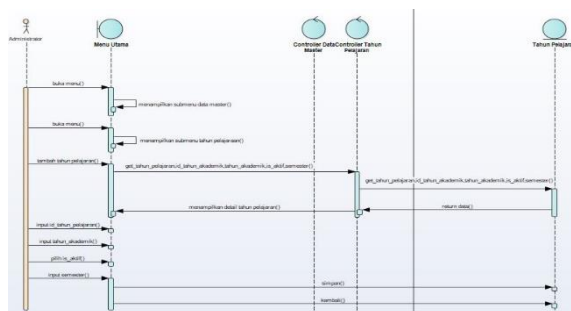 Administrator
Menu Utama
Controller Data Master
Controller Tahun Pelajaran
Tahun Pelajaran
buka menu()
menampilkan submenu data master()
buka menu()
menampilkan submenu tahun pelajaran()
tambah tahun pelajaran()
get_tahun_pelajaran,id_tahun_akademik,tahun_akademik,is_aktif,semester()
get_tahun_pelajaran,id_tahun_akademik,tahun_akademik,is_aktif,semester()
menampilkan detail tahun pelajaran()
return data()
input id_tahun_pelajaran()
input tahun_akademik()
pilih is_aktif()
input semester()
simpan()
kembali()